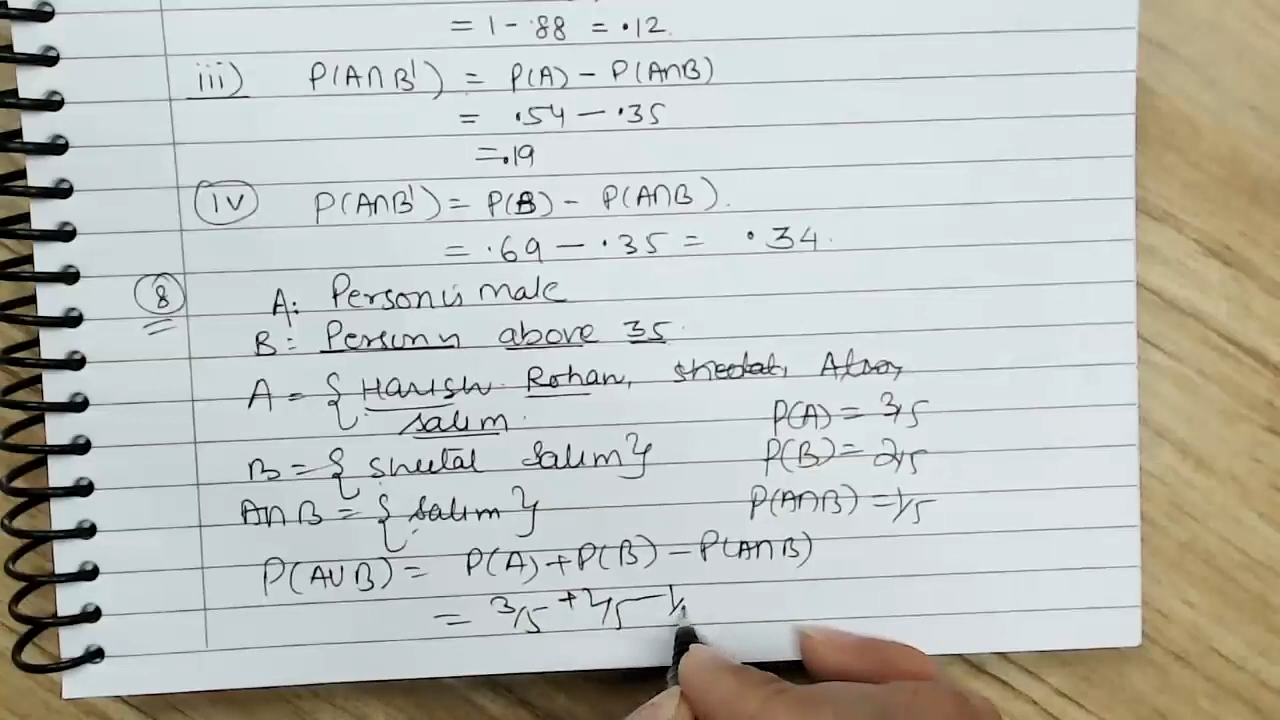 = 1 - .88 = .12.
iii) P(A∩B') = P(A) - P(A∩B)
= .54 - .35
= .19
iv P(A∩B') = P(B) - P(A∩B).
= .69 - .35 = .34.
8 A: Person is male
B: Person is above 35.
A = { Harish Rohan, Sheetal, 
Salim. P(A) = 3/5
B = { Sheetal Salim } P(B) = 2/5
A∩B = { Salim } P(A∩B) = 1/5
P(A∪B) = P(A) + P(B) - P(A∩B)
= 3/5 + 2/5 - 1/